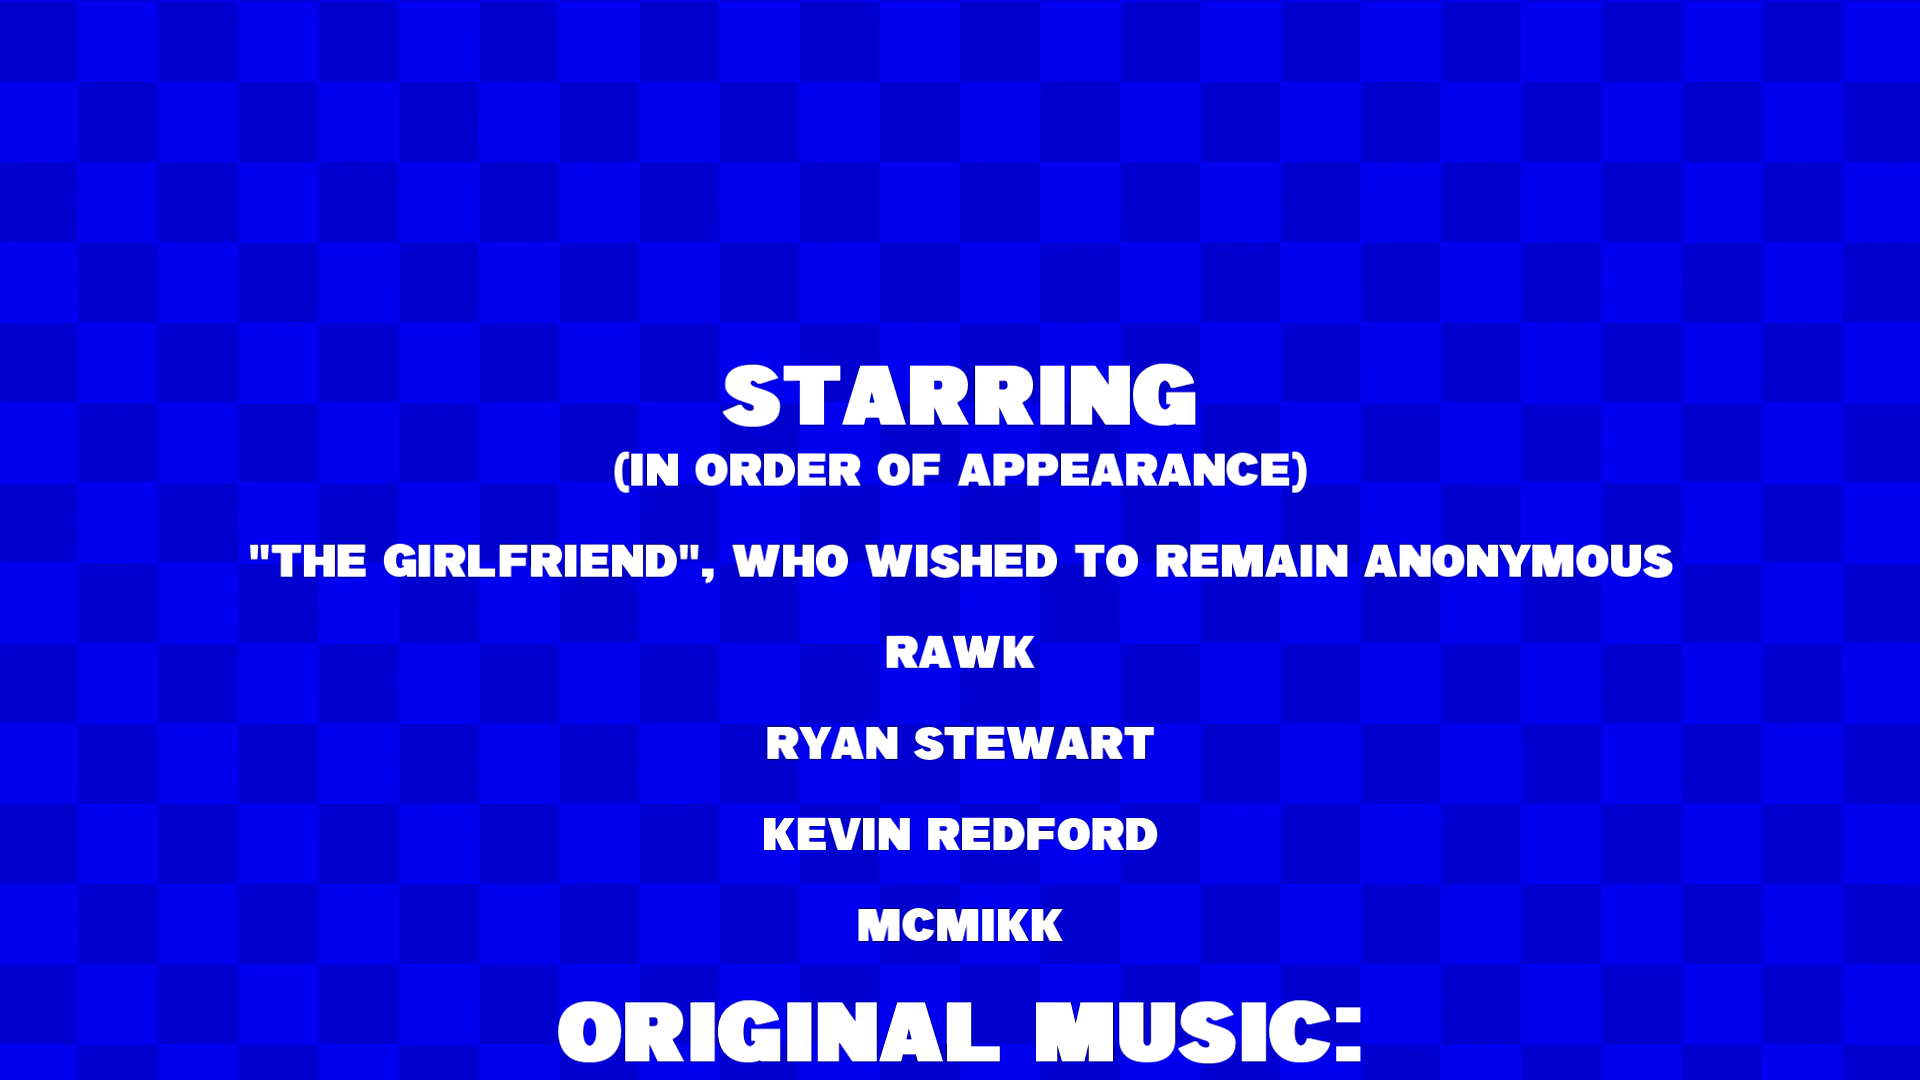 STARRING
(IN ORDER OF APPEARANCE)
"THE GIRLFRIEND", WHO WISHED TO REMAIN ANONYMOUS
RAWK
RYAN STEWART
KEVIN REDFORD
MCMIKK
ORIGINAL MUSIC: